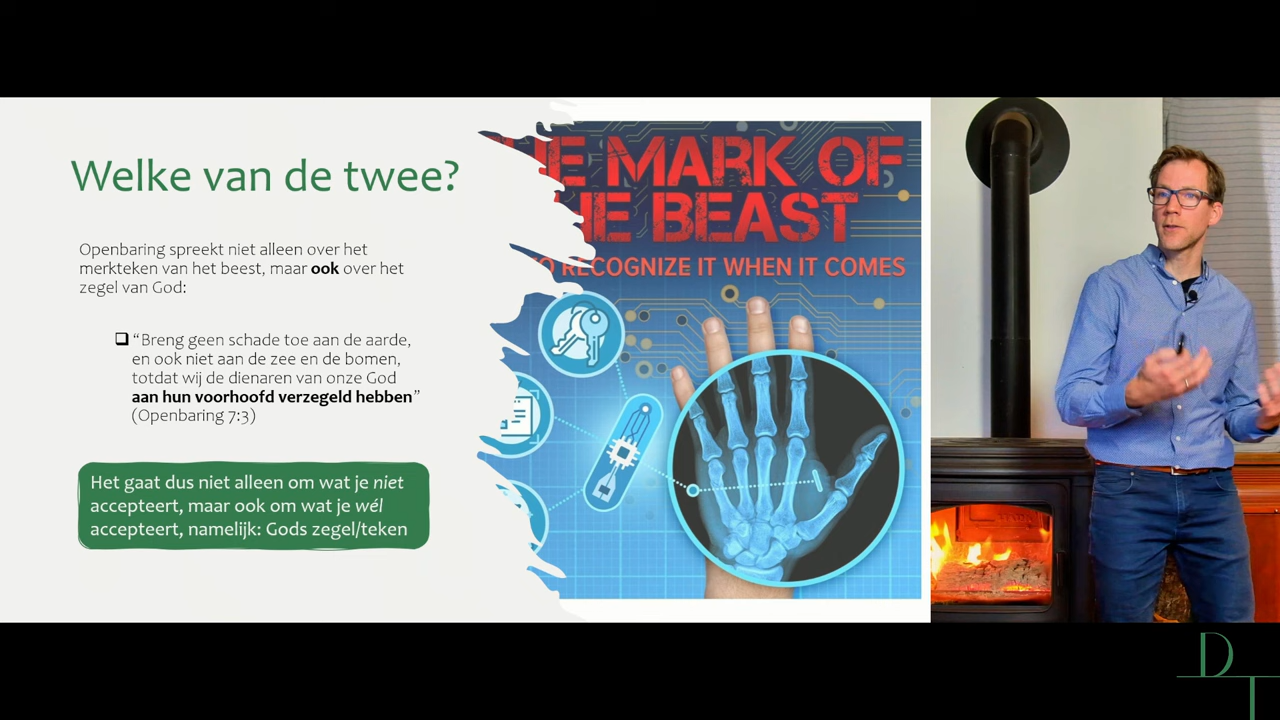 Welke van de twee?
Openbaring spreekt niet alleen over het
merkteken van het beest, maar ook over het
zegel van God:
“Breng geen schade toe aan de aarde,
en ook niet aan de zee en de bomen,
totdat wij de dienaren van onze God
aan hun voorhoofd verzegeld hebben”
(Openbaring 7:3)
Het gaat dus niet alleen om wat je niet
accepteert, maar ook om wat je wél
accepteert, namelijk: Gods zegel/teken
E MARK OF
HE BEAST
TO RECOGNIZE IT WHEN IT COMES
DT